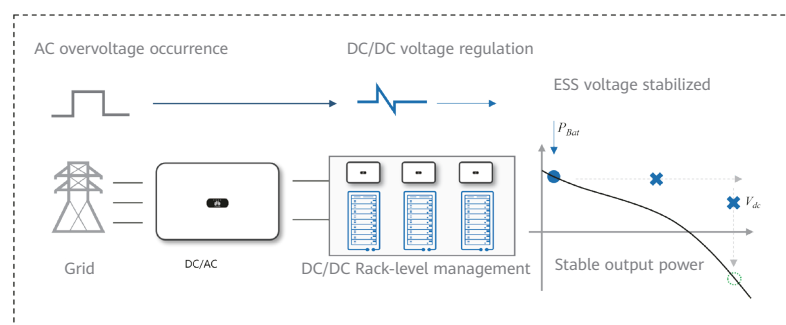 AC overvoltage occurrence
DC/DC voltage regulation
ESS voltage stabilized
P_Bat
V_dc
Grid
DC/AC
DC/DC Rack-level management
Stable output power